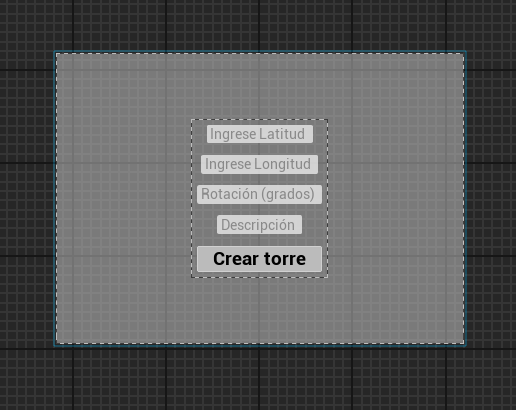 Ingrese Latitud
Ingrese Longitud
Rotación (grados)
Descripción
Crear torre